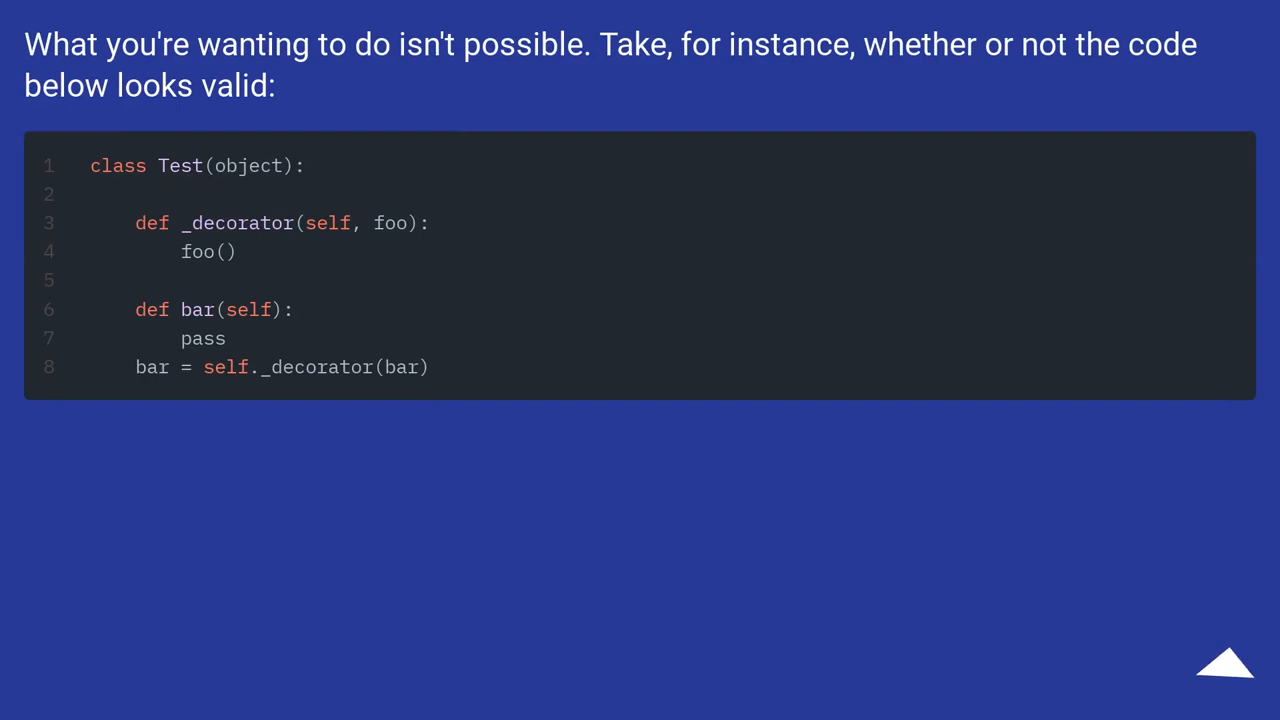 What you're wanting to do isn't possible. Take, for instance, whether or not the code
below looks valid:
1 class Test(object):
2
3     def _decorator(self, foo):
4         foo()
5
6     def bar(self):
7         pass
8     bar = self._decorator(bar)